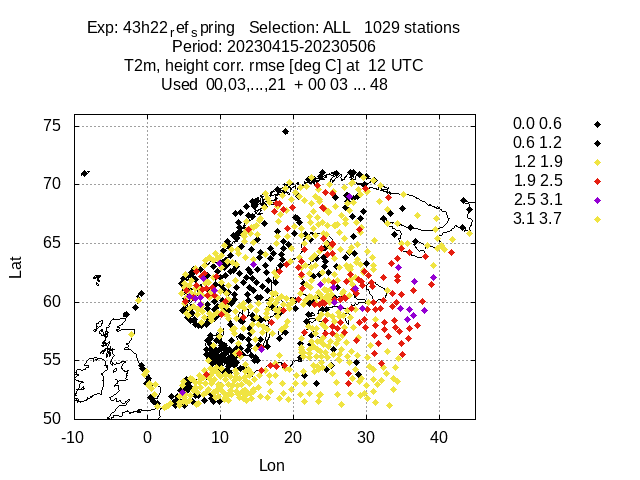 Exp: 43h22refspring Selection: ALL 1029 stations
Period: 20230415-20230506
T2m, height corr. rmse [deg C] at 12 UTC
Used 00,03,...,21 + 00 03 ... 48
75
70
65
60
55
50
-10 0 10 20 30 40
Lat
Lon
0.0 0.6
0.6 1.2
1.2 1.9
1.9 2.5
2.5 3.1
3.1 3.7